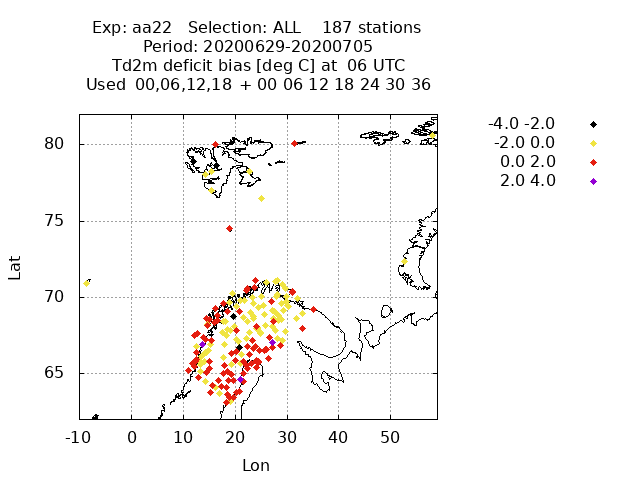 Exp: aa22 Selection: ALL 187 stations
Period: 20200629-20200705
Td2m deficit bias [deg C] at 06 UTC
Used 00,06,12,18 + 00 06 12 18 24 30 36
-4.0 -2.0
-2.0 0.0
0.0 2.0
2.0 4.0
80
75
70
65
Lat
-10 0 10 20 30 40 50
Lon